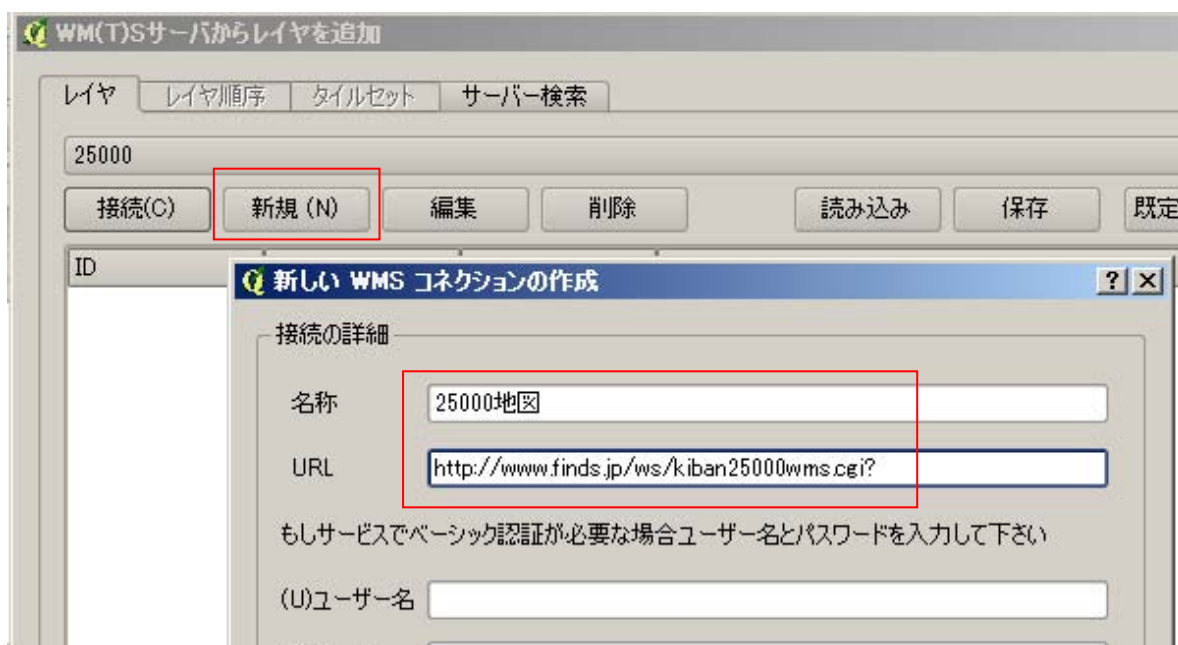 WM(T)Sサーバからレイヤを追加
レイヤ レイヤ順序 タイルセット サーバー検索
25000
接続(C) 新規 (N) 編集 削除 読み込み 保存 既定
ID
新しい WMS コネクションの作成
接続の詳細
名称 25000地図
URL http://www.finds.jp/ws/kiban25000wms.cgi?
もしサービスでベーシック認証が必要な場合ユーザー名とパスワードを入力して下さい
(U)ユーザー名